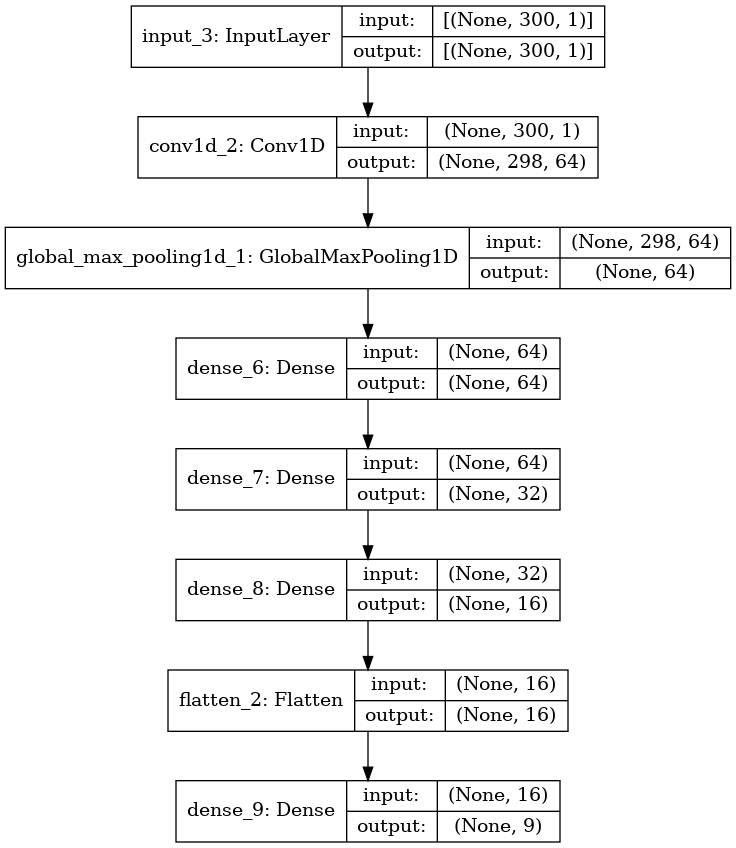 input_3: InputLayer
input: [(None, 300, 1)]
output: [(None, 300, 1)]
conv1d_2: Conv1D
input: (None, 300, 1)
output: (None, 298, 64)
global_max_pooling1d_1: GlobalMaxPooling1D
input: (None, 298, 64)
output: (None, 64)
dense_6: Dense
input: (None, 64)
output: (None, 64)
dense_7: Dense
input: (None, 64)
output: (None, 32)
dense_8: Dense
input: (None, 32)
output: (None, 16)
flatten_2: Flatten
input: (None, 16)
output: (None, 16)
dense_9: Dense
input: (None, 16)
output: (None, 9)